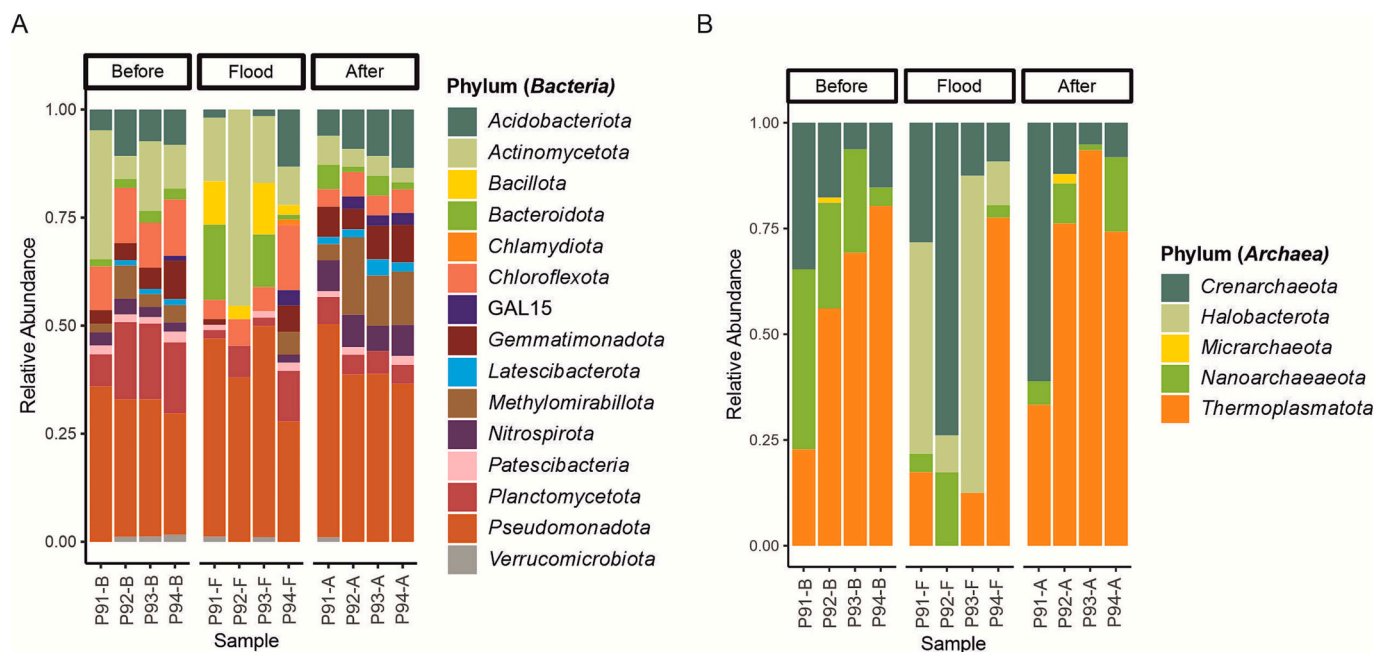 A
Before Flood After
1.00
0.75
0.50
0.25
0.00
Relative Abundance
P91-B P92-B P93-B P94-B P91-F P92-F P93-F P94-F P91-A P92-A P93-A P94-A
Sample
Phylum (Bacteria)
Acidobacteriota
Actinomycetota
Bacillota
Bacteroidota
Chlamydiota
Chloroflexota
GAL15
Gemmatimonadota
Latescibacterota
Methylomirabillota
Nitrospirota
Patescibacteria
Planctomycetota
Pseudomonadota
Verrucomicrobiota
B
Before Flood After
1.00
0.75
0.50
0.25
0.00
Relative Abundance
P91-B P92-B P93-B P94-B P91-F P92-F P93-F P94-F P91-A P92-A P93-A P94-A
Sample
Phylum (Archaea)
Crenarchaeota
Halobacterota
Micrarchaeota
Nanoarchaeaeota
Thermoplasmatota